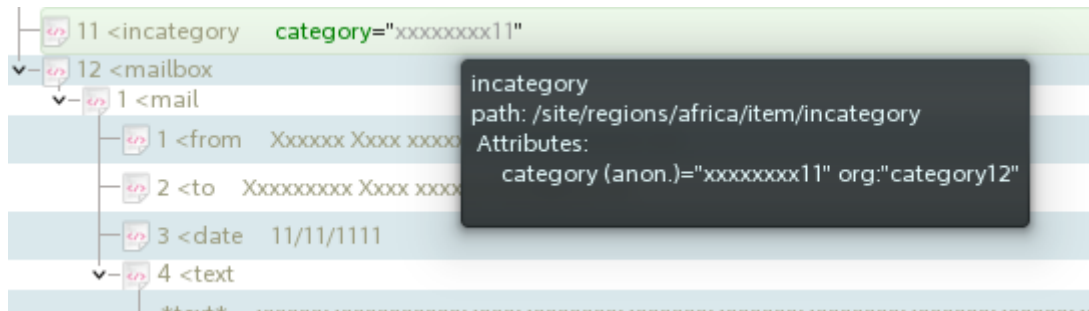 11 <incategory category="xxxxxxxx11"
12 <mailbox
1 <mail
incategory
path: /site/regions/africa/item/incategory
Attributes:
category (anon.)="xxxxxxxx11" org:"category12"
1 <from Xxxxxx Xxxx xxxxx
2 <to Xxxxxxxxx Xxxx xxxx
3 <date 11/11/1111
4 <text